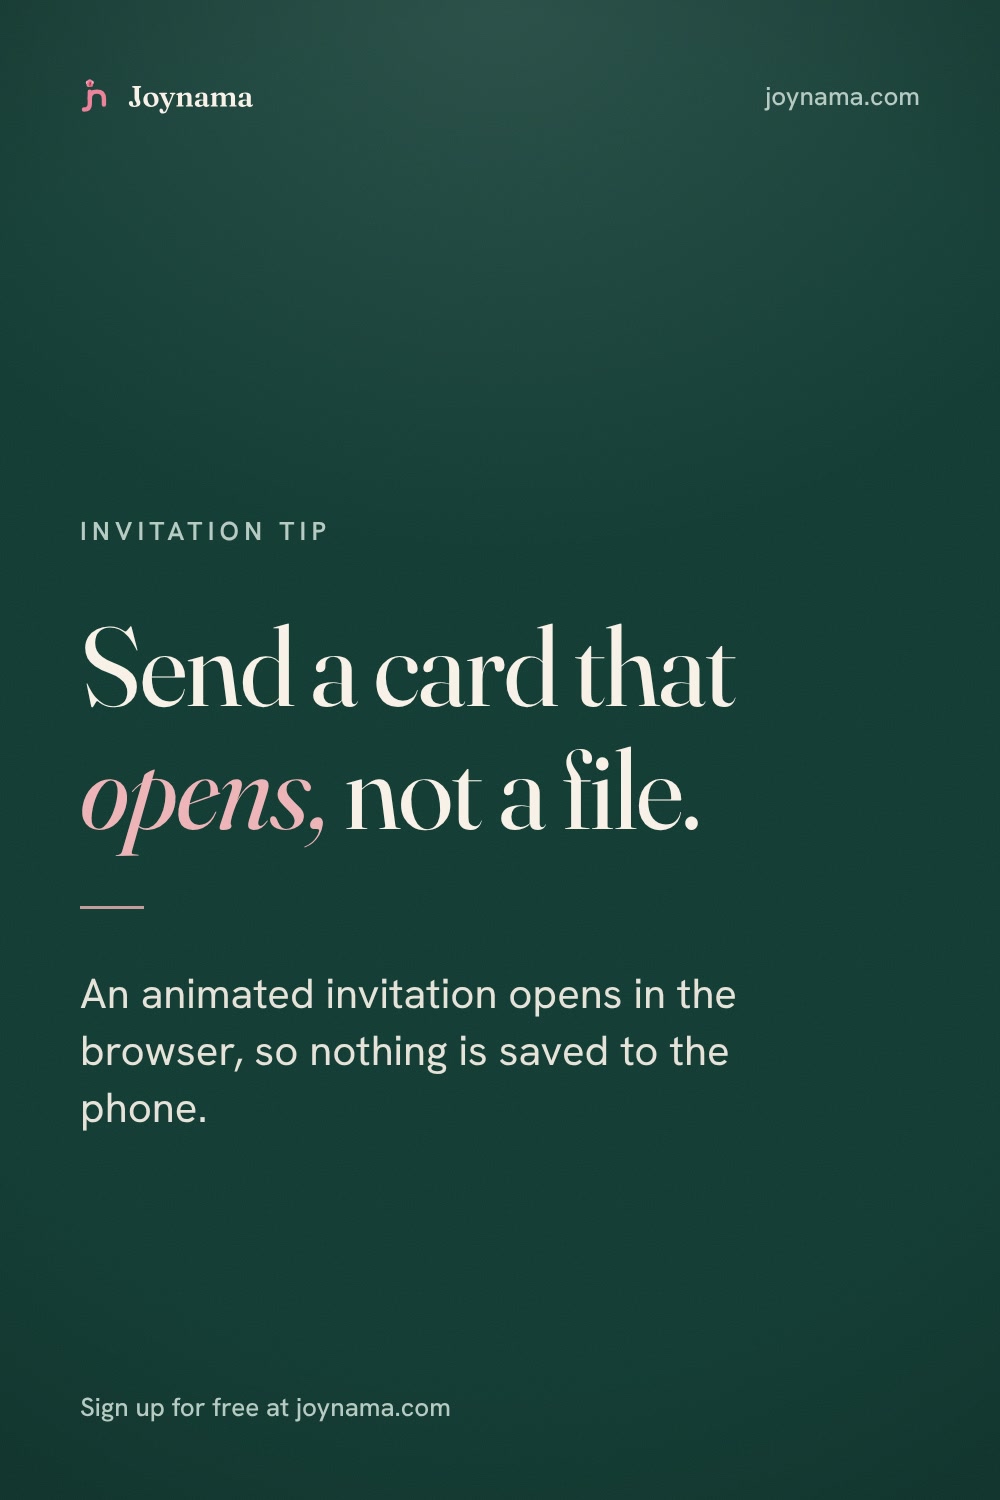 Joynama
joynama.com
INVITATION TIP
Send a card that
opens, not a file.
An animated invitation opens in the
browser, so nothing is saved to the
phone.
Sign up for free at joynama.com